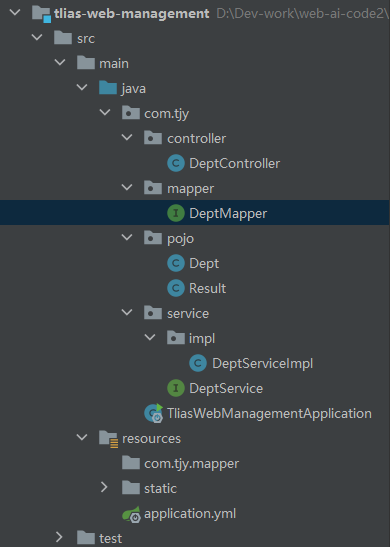 tlias-web-management D:\Dev-work\web-ai-code2\
src
main
java
com.tjy
controller
C DeptController
mapper
I DeptMapper
pojo
C Dept
C Result
service
impl
C DeptServiceImpl
I DeptService
TliasWebManagementApplication
resources
com.tjy.mapper
static
application.yml
test